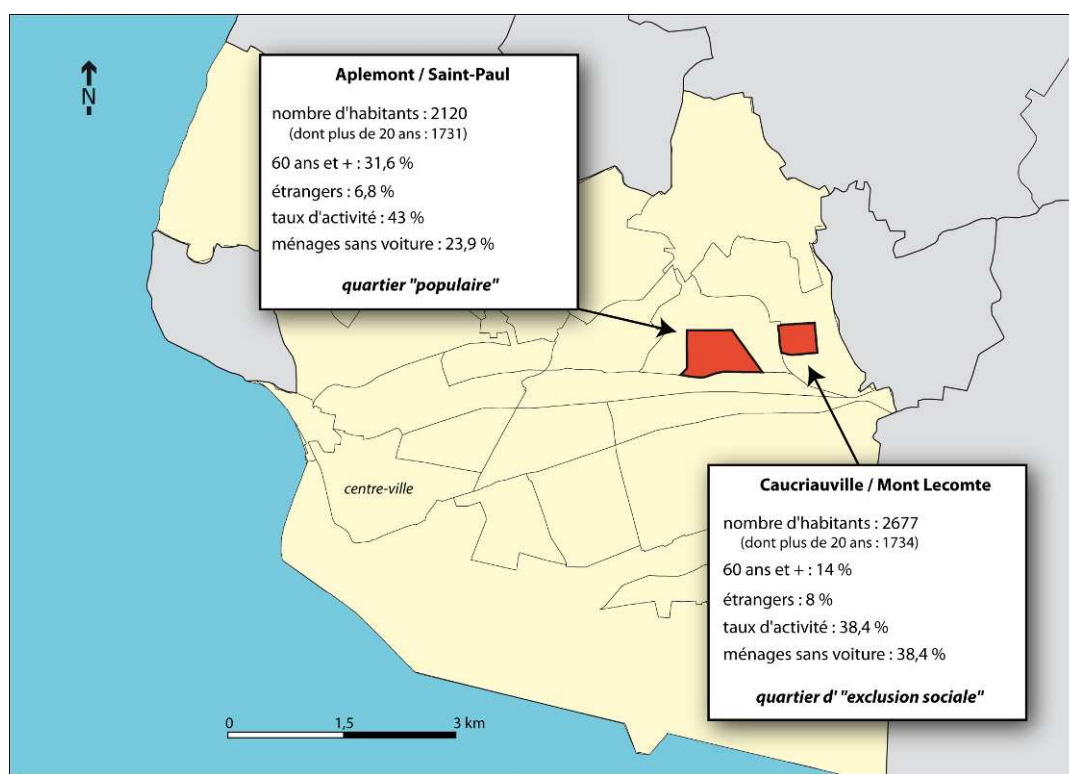 N
Aplemont / Saint-Paul
nombre d'habitants : 2120
(dont plus de 20 ans : 1731)
60 ans et + : 31,6 %
étrangers : 6,8 %
taux d'activité : 43 %
ménages sans voiture : 23,9 %
quartier "populaire"
centre-ville
Caucriauville / Mont Lecomte
nombre d'habitants : 2677
(dont plus de 20 ans : 1734)
60 ans et + : 14 %
étrangers : 8 %
taux d'activité : 38,4 %
ménages sans voiture : 38,4 %
quartier d' "exclusion sociale"
0 1,5 3 km